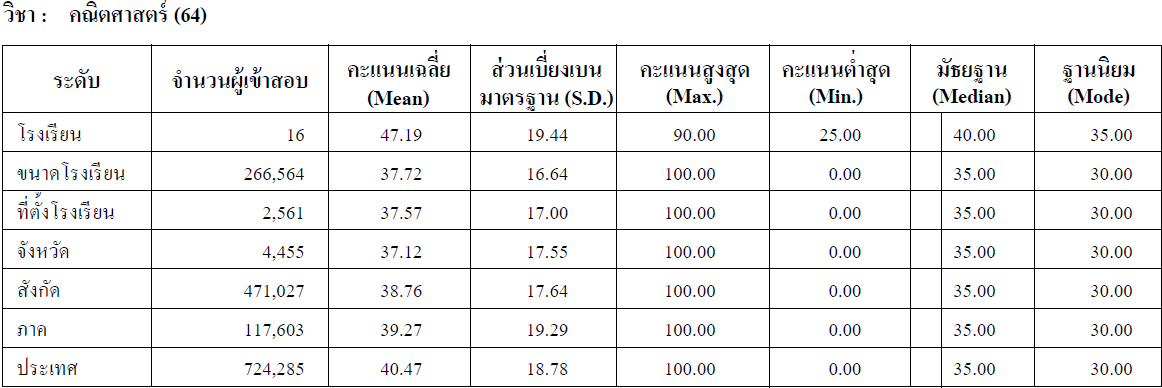 วิชา : คณิตศาสตร์ (64)
ระดับ จำนวนผู้เข้าสอบ คะแนนเฉลี่ย (Mean) ส่วนเบี่ยงเบนมาตรฐาน (S.D.) คะแนนสูงสุด (Max.) คะแนนต่ำสุด (Min.) มัธยฐาน (Median) ฐานนิยม (Mode)
โรงเรียน 16 47.19 19.44 90.00 25.00 40.00 35.00
ขนาดโรงเรียน 266,564 37.72 16.64 100.00 0.00 35.00 30.00
ที่ตั้งโรงเรียน 2,561 37.57 17.00 100.00 0.00 35.00 30.00
จังหวัด 4,455 37.12 17.55 100.00 0.00 35.00 30.00
สังกัด 471,027 38.76 17.64 100.00 0.00 35.00 30.00
ภาค 117,603 39.27 19.29 100.00 0.00 35.00 30.00
ประเทศ 724,285 40.47 18.78 100.00 0.00 35.00 30.00